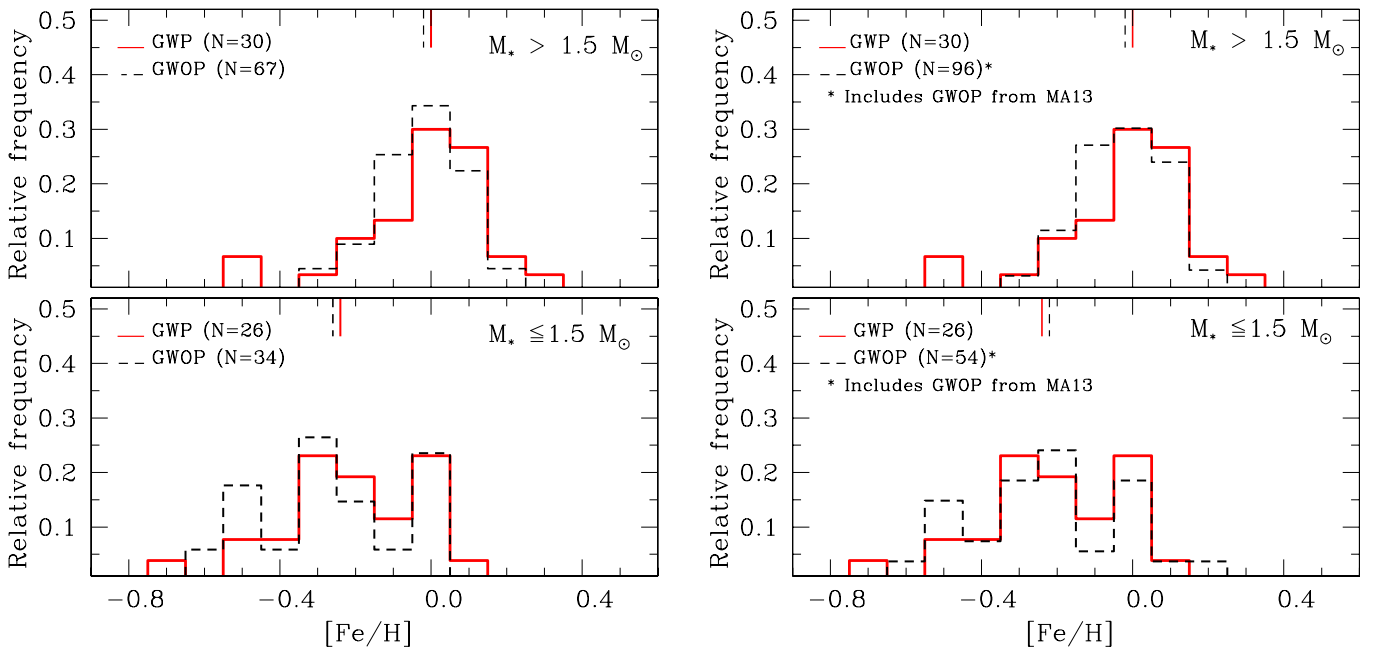 0.5
0.4
0.3
0.2
0.1
Relative frequency
GWP (N=30)
GWOP (N=67)
M* > 1.5 M⊙
0.5
0.4
0.3
0.2
0.1
Relative frequency
GWP (N=30)
GWOP (N=96)*
* Includes GWOP from MA13
M* > 1.5 M⊙
0.5
0.4
0.3
0.2
0.1
Relative frequency
GWP (N=26)
GWOP (N=34)
M* ≦1.5 M⊙
−0.8 −0.4 0.0 0.4
[Fe/H]
0.5
0.4
0.3
0.2
0.1
Relative frequency
GWP (N=26)
GWOP (N=54)*
* Includes GWOP from MA13
M* ≦1.5 M⊙
−0.8 −0.4 0.0 0.4
[Fe/H]